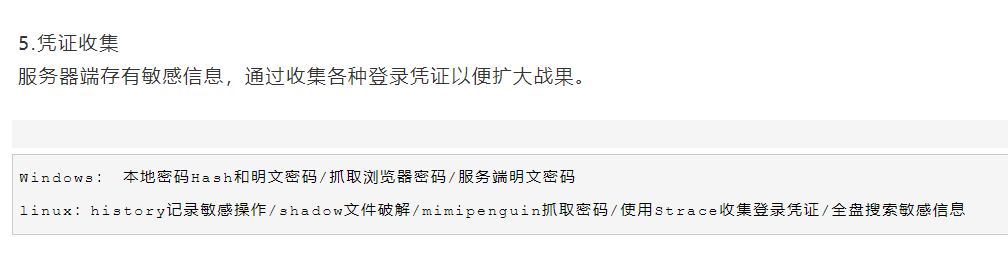 5.凭证收集
服务器端存有敏感信息，通过收集各种登录凭证以便扩大战果。
Windows： 本地密码Hash和明文密码/抓取浏览器密码/服务端明文密码
linux：history记录敏感操作/shadow文件破解/mimipenguin抓取密码/使用Strace收集登录凭证/全盘搜索敏感信息